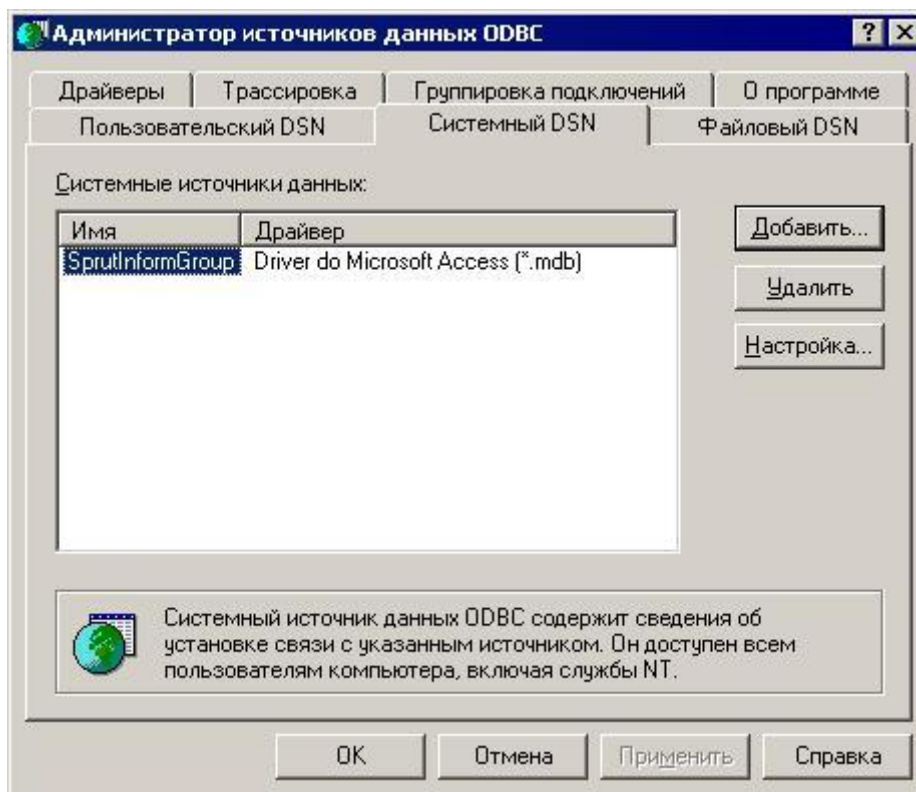 Администратор источников данных ODBC
Драйверы Трассировка Группировка подключений О программе
Пользовательский DSN Системный DSN Файловый DSN
Системные источники данных:
Имя Драйвер
SprutInformGroup Driver do Microsoft Access (*.mdb)
Добавить...
Удалить
Настройка...
Системный источник данных ODBC содержит сведения об
установке связи с указанным источником. Он доступен всем
пользователям компьютера, включая службы NT.
OK Отмена Применить Справка